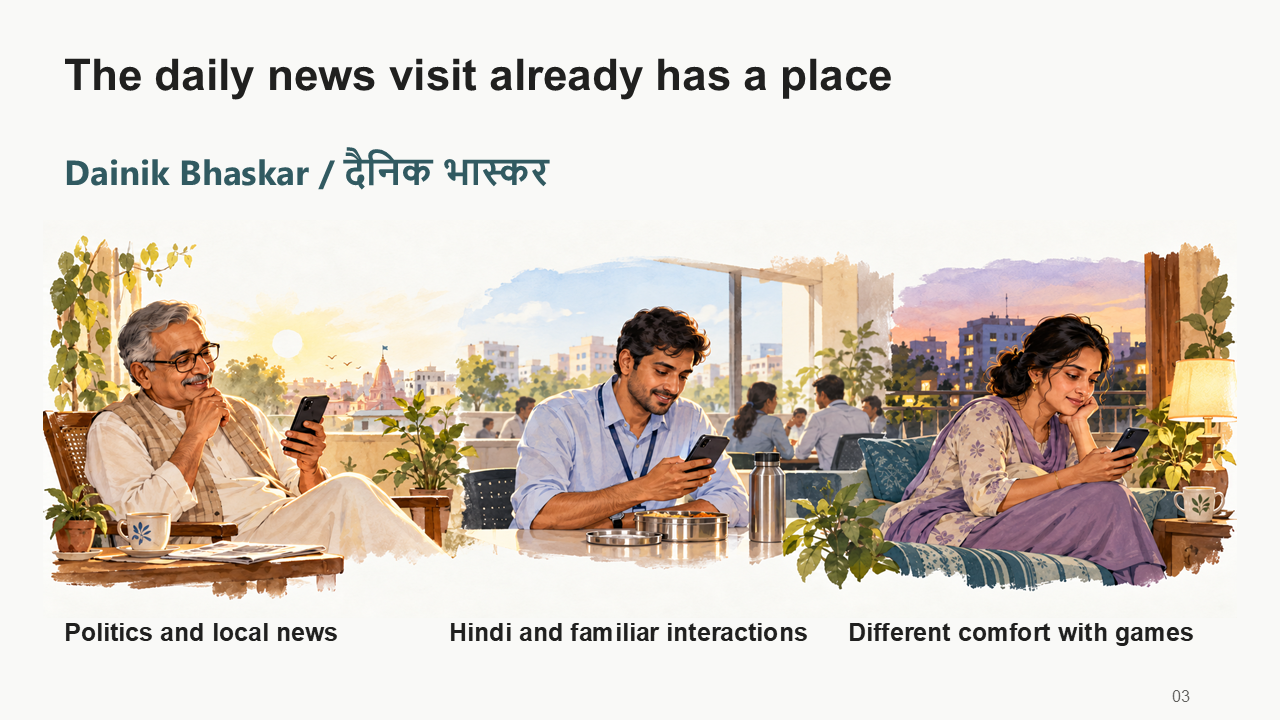 The daily news visit already has a place
Dainik Bhaskar / दैनिक भास्कर
Politics and local news
Hindi and familiar interactions
Different comfort with games
03